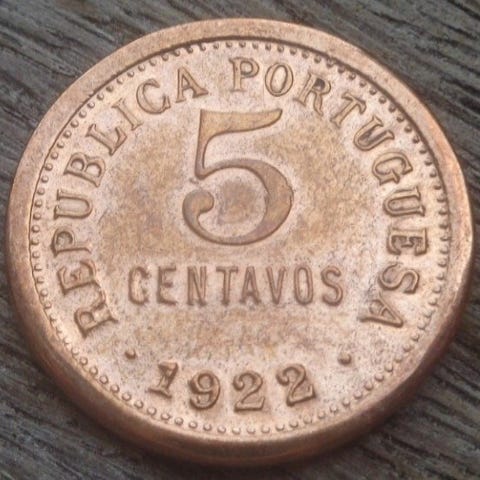 REPUBLICA PORTUGUESA
5
CENTAVOS
· 1922 ·